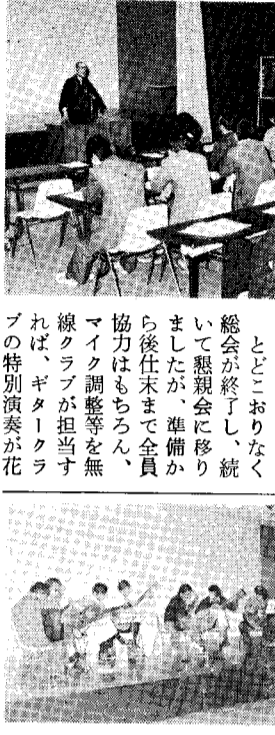 とどこおりなく
総会が終了し、続
いて懇親会に移り
ましたが、準備か
ら後仕末まで全員
協力はもちろん、
マイク調整等を無
線クラブが担当す
れば、ギタークラ
ブの特別演奏が花